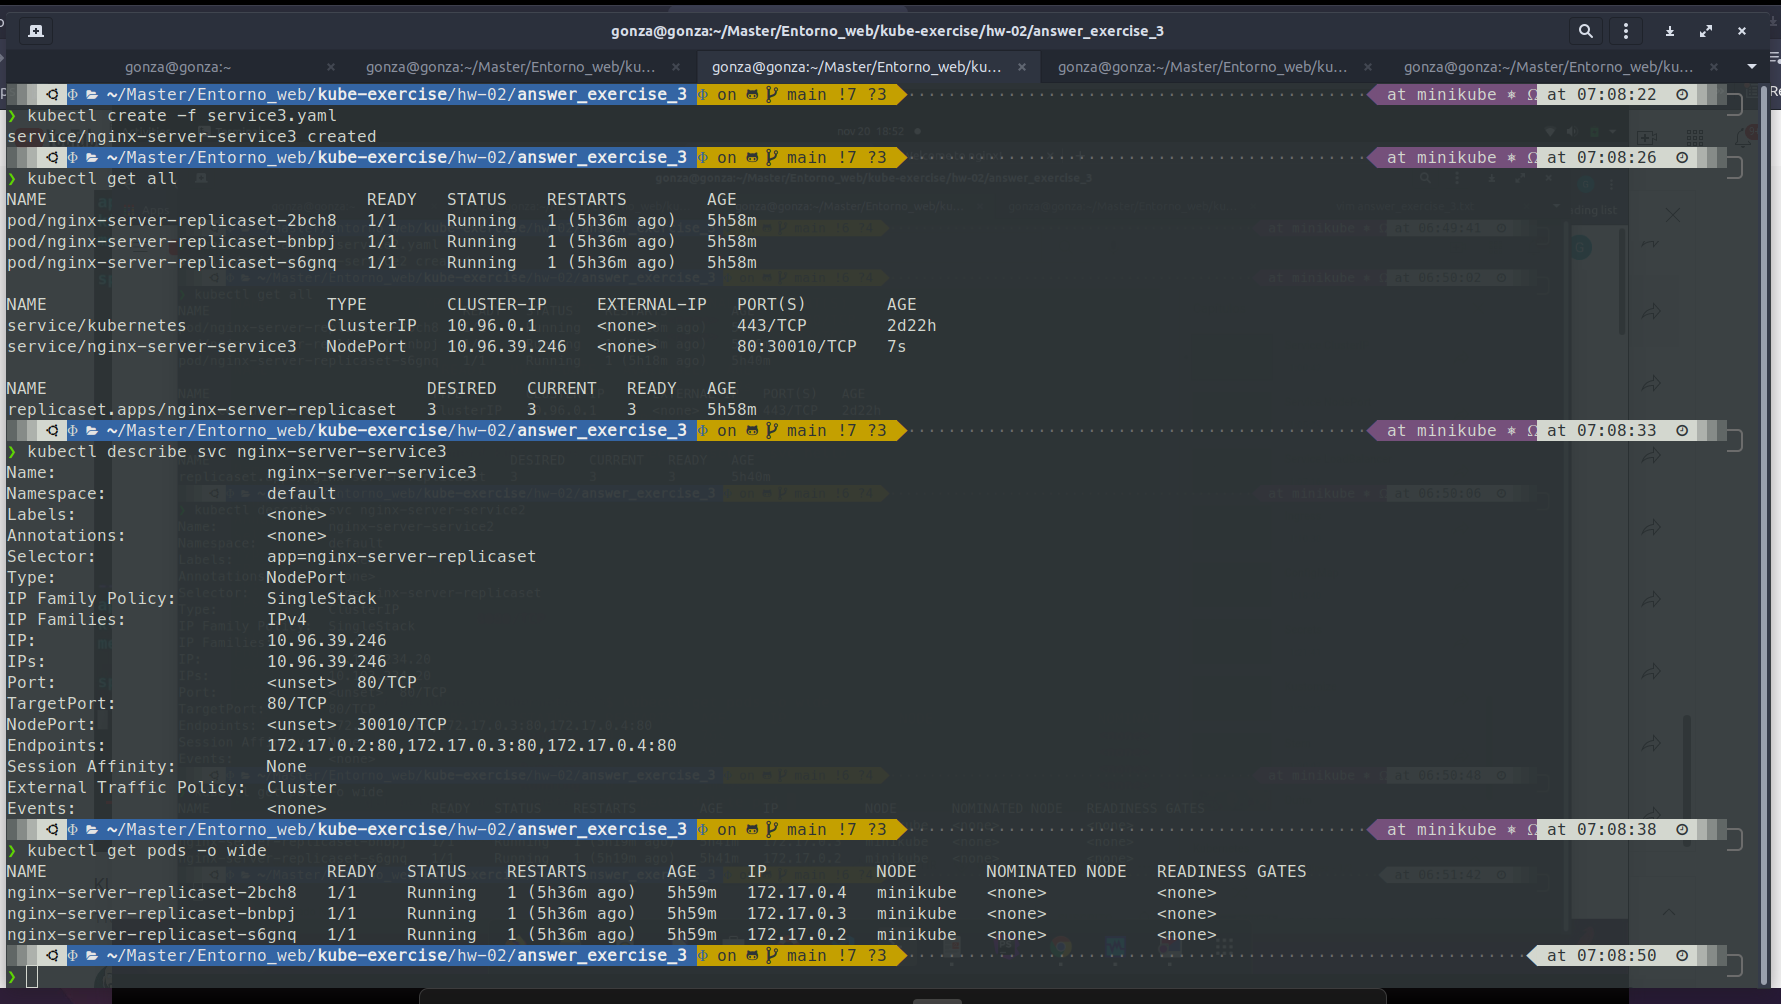 gonza@gonza:~/Master/Entorno_web/kube-exercise/hw-02/answer_exercise_3
gonza@gonza:~ × gonza@gonza:~/Master/Entorno_web/ku... × gonza@gonza:~/Master/Entorno_web/ku... × gonza@gonza:~/Master/Entorno_web/ku... × gonza@gonza:~/Master/Entorno_web/ku... ×
~/Master/Entorno_web/kube-exercise/hw-02/answer_exercise_3 on main !7 ?3 at minikube at 07:08:22
❯ kubectl create -f service3.yaml
service/nginx-server-service3 created
~/Master/Entorno_web/kube-exercise/hw-02/answer_exercise_3 on main !7 ?3 at minikube at 07:08:26
❯ kubectl get all
NAME READY STATUS RESTARTS AGE
pod/nginx-server-replicaset-2bch8 1/1 Running 1 (5h36m ago) 5h58m
pod/nginx-server-replicaset-bnbpj 1/1 Running 1 (5h36m ago) 5h58m
pod/nginx-server-replicaset-s6gnq 1/1 Running 1 (5h36m ago) 5h58m
NAME TYPE CLUSTER-IP EXTERNAL-IP PORT(S) AGE
service/kubernetes ClusterIP 10.96.0.1 <none> 443/TCP 2d22h
service/nginx-server-service3 NodePort 10.96.39.246 <none> 80:30010/TCP 7s
NAME DESIRED CURRENT READY AGE
replicaset.apps/nginx-server-replicaset 3 3 3 5h58m
~/Master/Entorno_web/kube-exercise/hw-02/answer_exercise_3 on main !7 ?3 at minikube at 07:08:33
❯ kubectl describe svc nginx-server-service3
Name: nginx-server-service3
Namespace: default
Labels: <none>
Annotations: <none>
Selector: app=nginx-server-replicaset
Type: NodePort
IP Family Policy: SingleStack
IP Families: IPv4
IP: 10.96.39.246
IPs: 10.96.39.246
Port: <unset> 80/TCP
TargetPort: 80/TCP
NodePort: <unset> 30010/TCP
Endpoints: 172.17.0.2:80,172.17.0.3:80,172.17.0.4:80
Session Affinity: None
External Traffic Policy: Cluster
Events: <none>
~/Master/Entorno_web/kube-exercise/hw-02/answer_exercise_3 on main !7 ?3 at minikube at 07:08:38
❯ kubectl get pods -o wide
NAME READY STATUS RESTARTS AGE IP NODE NOMINATED NODE READINESS GATES
nginx-server-replicaset-2bch8 1/1 Running 1 (5h36m ago) 5h59m 172.17.0.4 minikube <none> <none>
nginx-server-replicaset-bnbpj 1/1 Running 1 (5h36m ago) 5h59m 172.17.0.3 minikube <none> <none>
nginx-server-replicaset-s6gnq 1/1 Running 1 (5h36m ago) 5h59m 172.17.0.2 minikube <none> <none>
~/Master/Entorno_web/kube-exercise/hw-02/answer_exercise_3 on main !7 ?3 at 07:08:50
❯